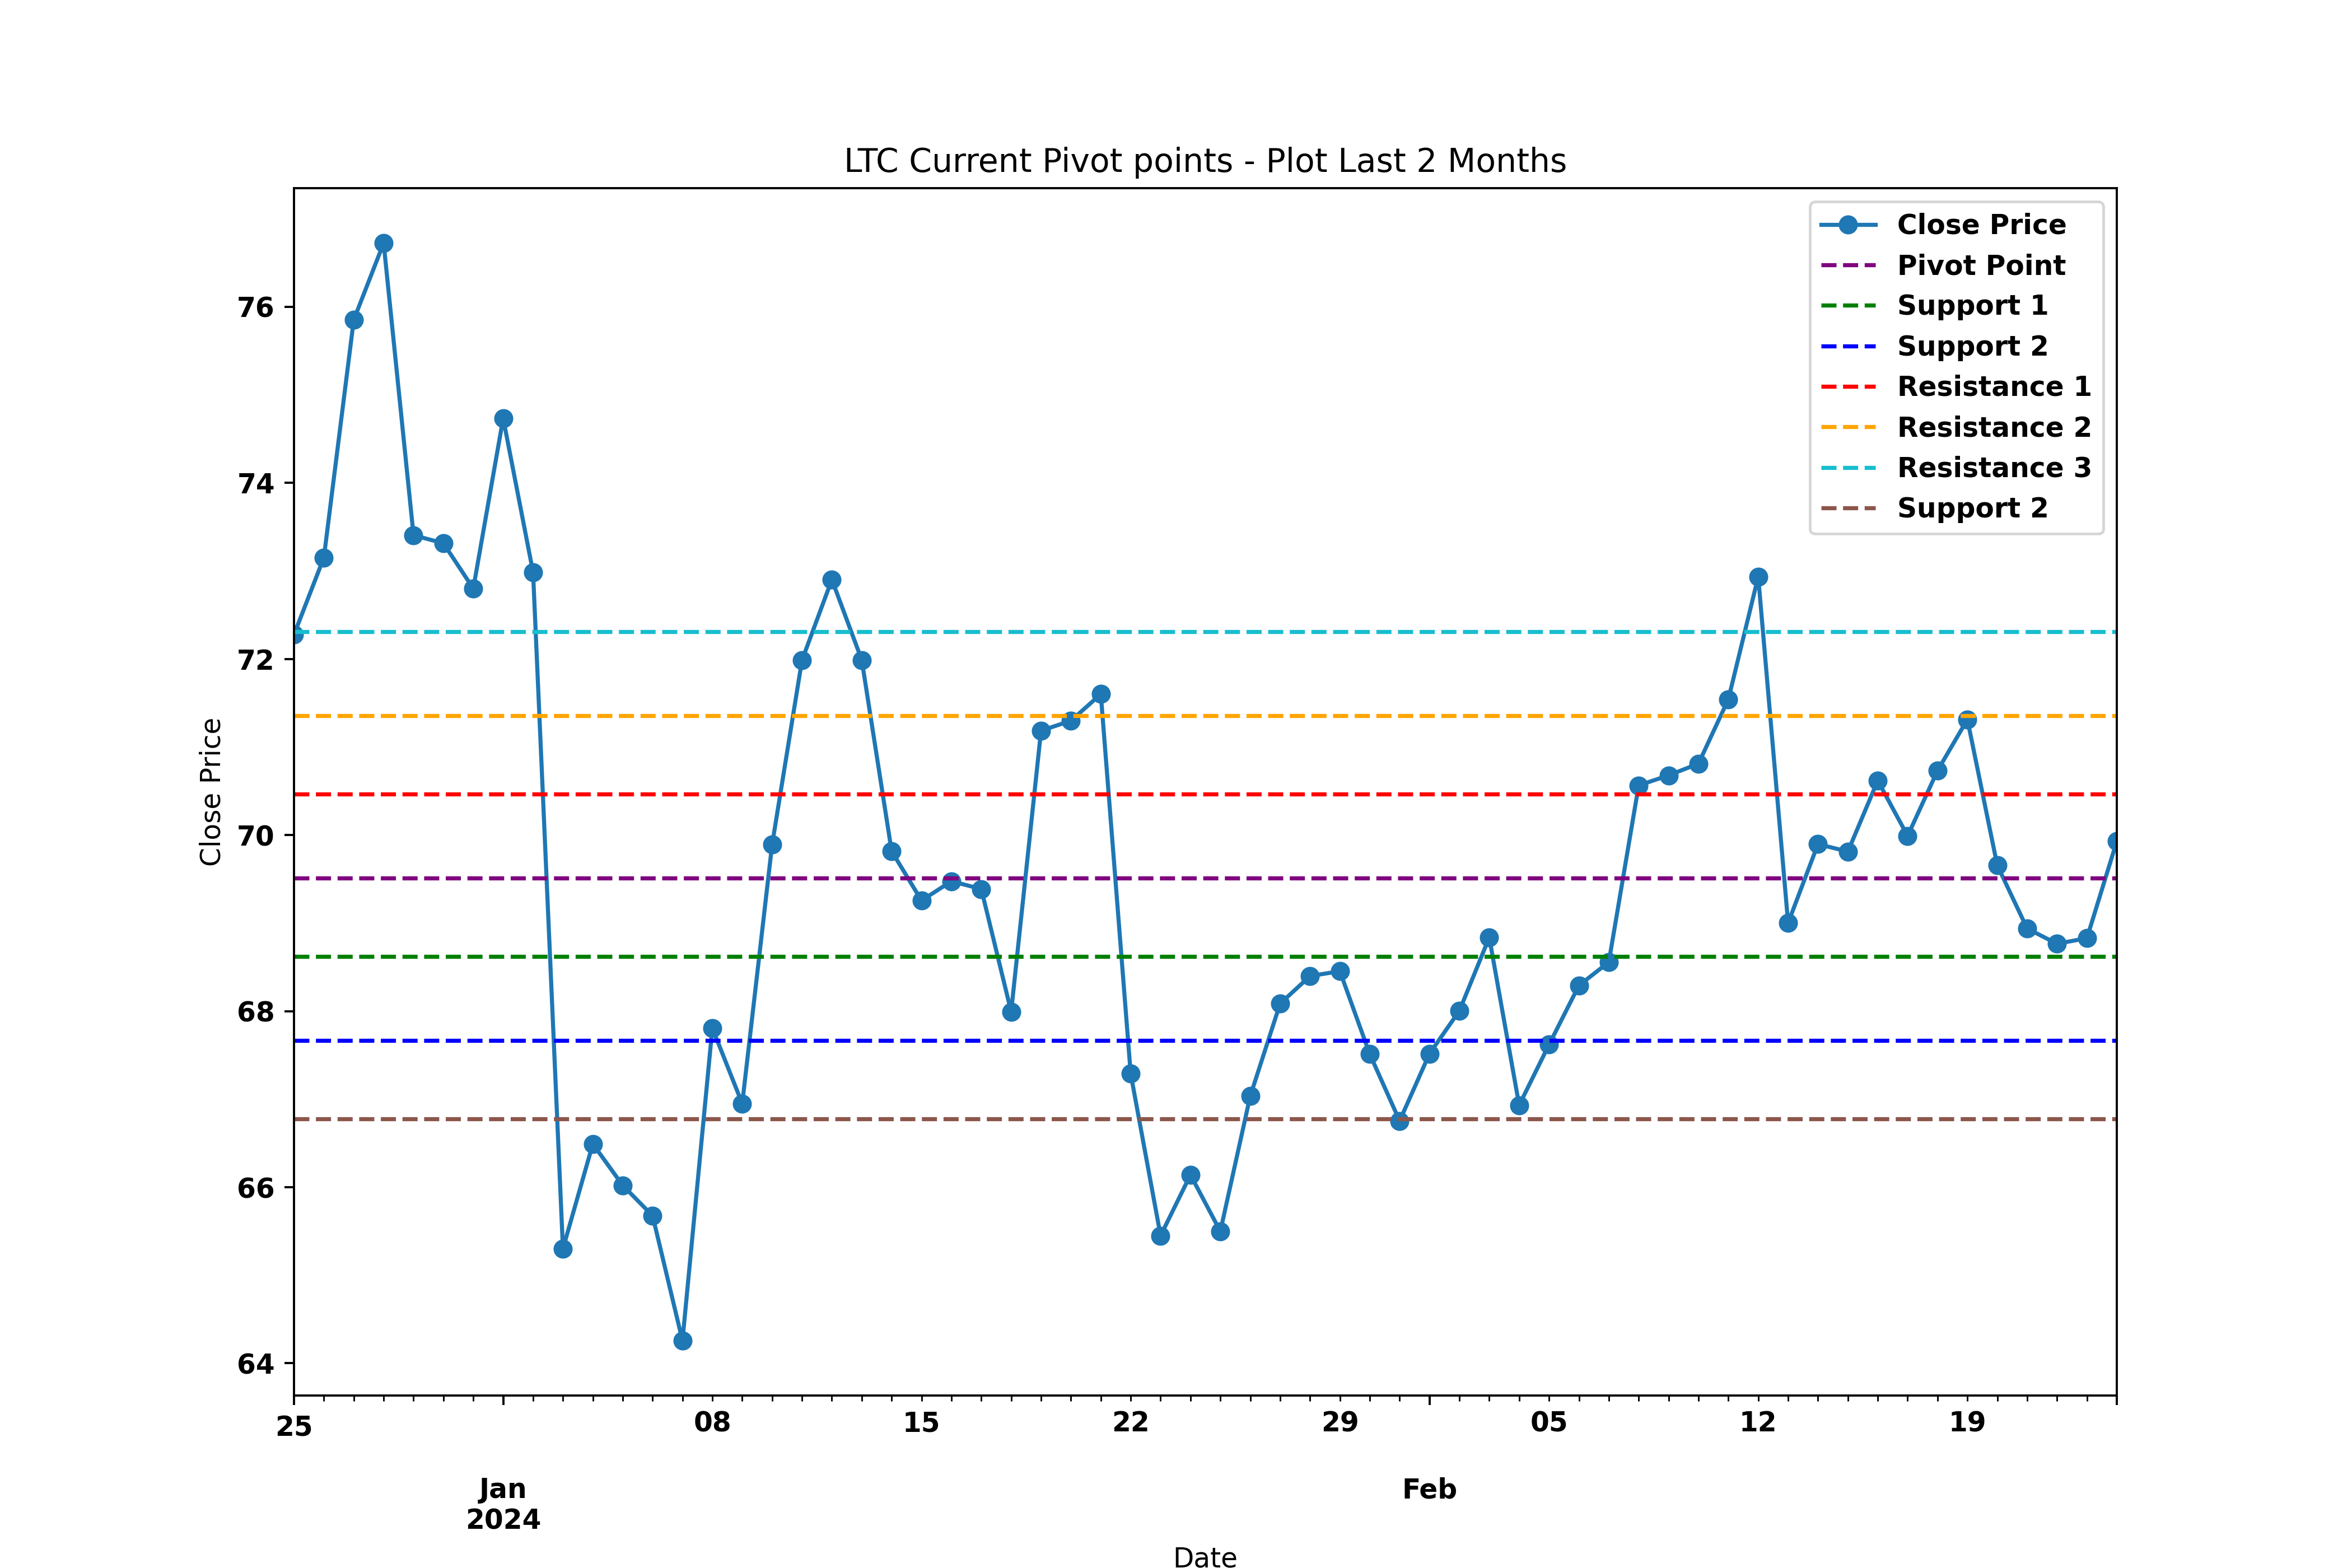 LTC Current Pivot points - Plot Last 2 Months
Close Price
Pivot Point
Support 1
Support 2
Resistance 1
Resistance 2
Resistance 3
Support 2
76
74
72
70
68
66
64
Close Price
25 08 15 22 29 05 12 19
Jan Feb
2024
Date